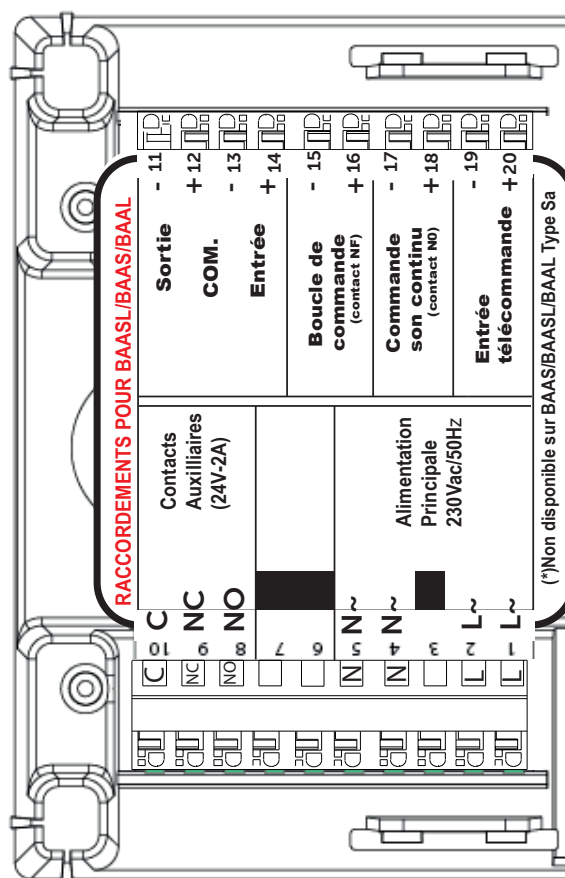 RACCORDEMENTS POUR BAASL/BAAS/BAAL
- 11
+ 12
- 13
+ 14
- 15
+ 16
- 17
+ 18
- 19
+ 20
Sortie
COM.
Entrée
Boucle de
commande
(contact NF)
Commande
son continu
(contact N0)
Entrée
télécommande
Contacts
Auxilliaires
(24V-2A)
Alimentation
Principale
230Vac/50Hz
10 C
9 NC
8 NO
7
6
5 N~
4 N~
3
2 L~
1 L~
C
NC
NO
N
N
L
L
(*)Non disponible sur BAAS/BAASL/BAAL Type Sa